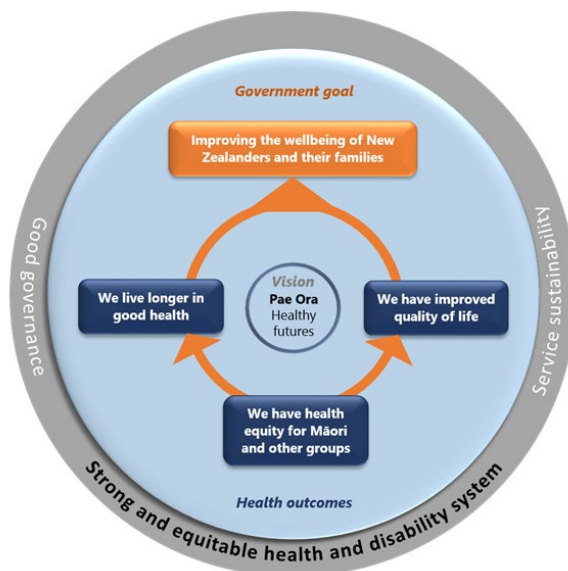 Government goal
Improving the wellbeing of New
Zealanders and their families
Good governance
Service sustainability
We live longer in
good health
Vision
Pae Ora
Healthy
futures
We have improved
quality of life
We have health
equity for Māori
and other groups
Health outcomes
Strong and equitable health and disability system